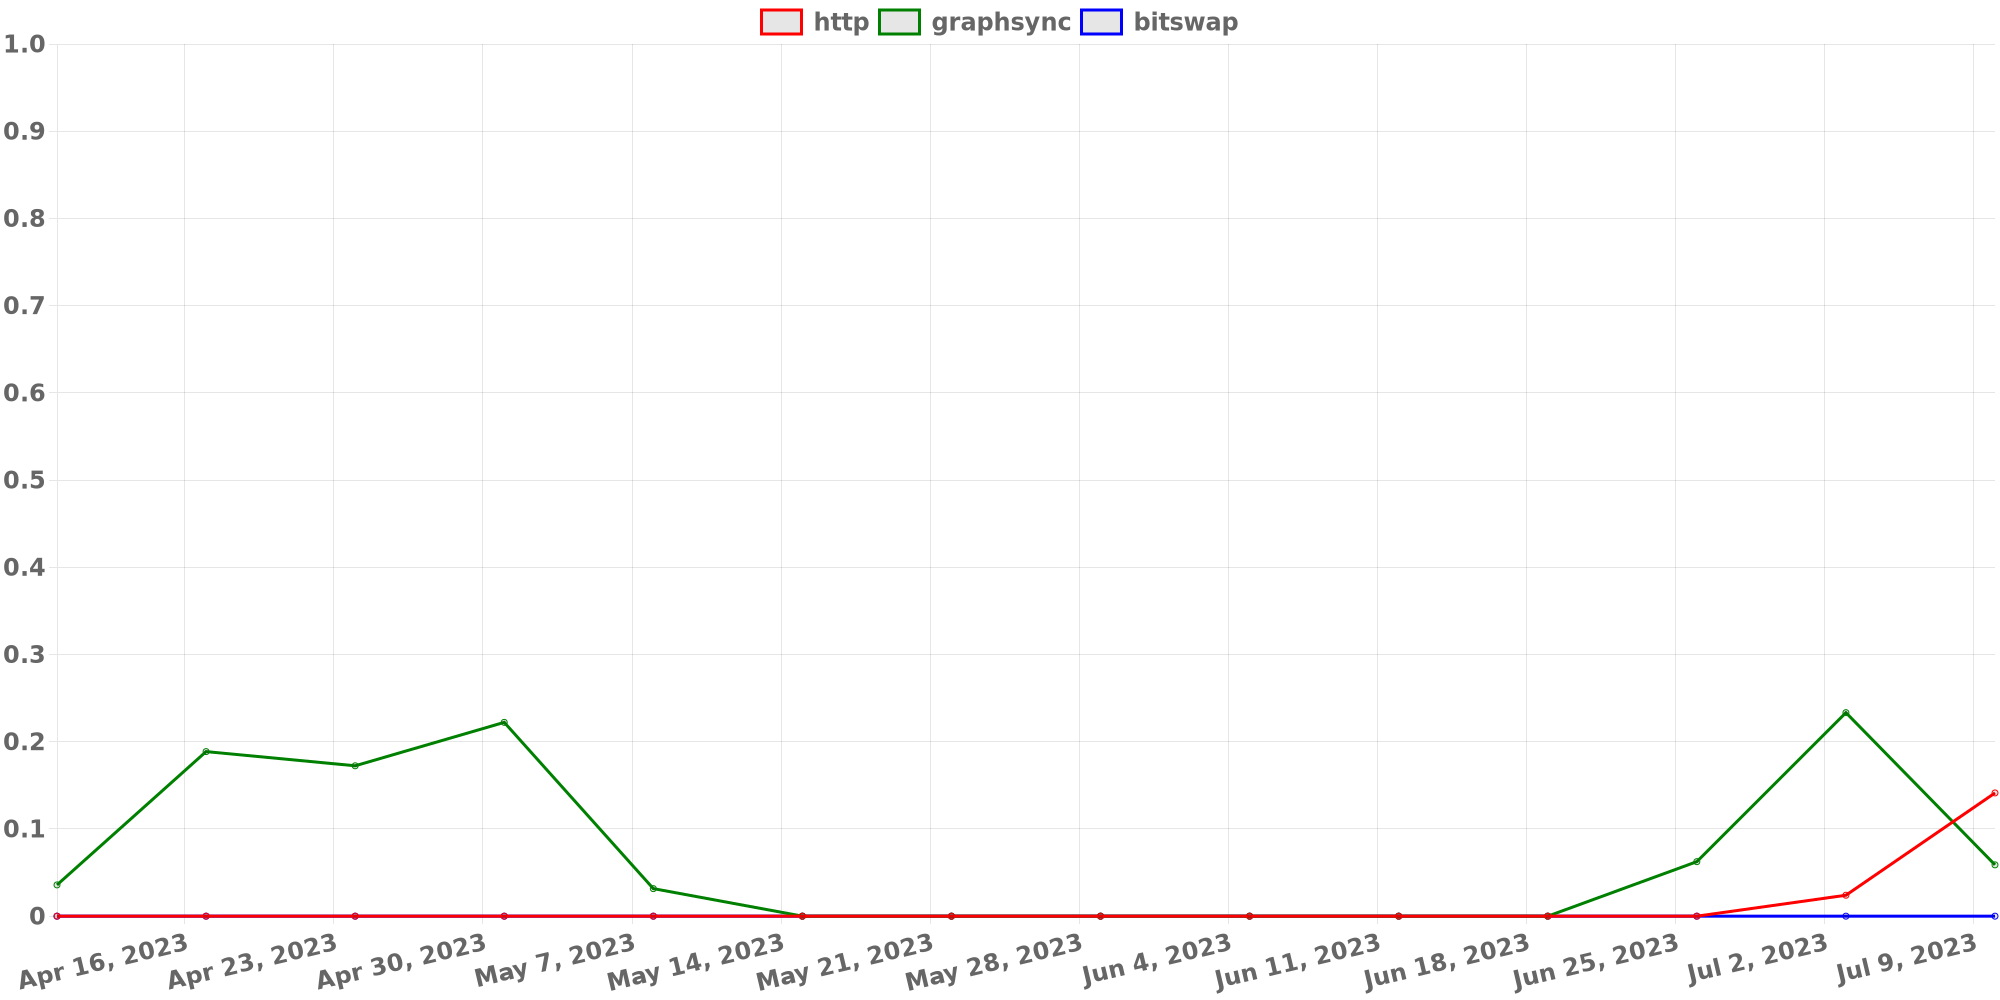 http graphsync bitswap
1.0
0.9
0.8
0.7
0.6
0.5
0.4
0.3
0.2
0.1
0
Apr 16, 2023
Apr 23, 2023
Apr 30, 2023
May 7, 2023
May 14, 2023
May 21, 2023
May 28, 2023
Jun 4, 2023
Jun 11, 2023
Jun 18, 2023
Jun 25, 2023
Jul 2, 2023
Jul 9, 2023